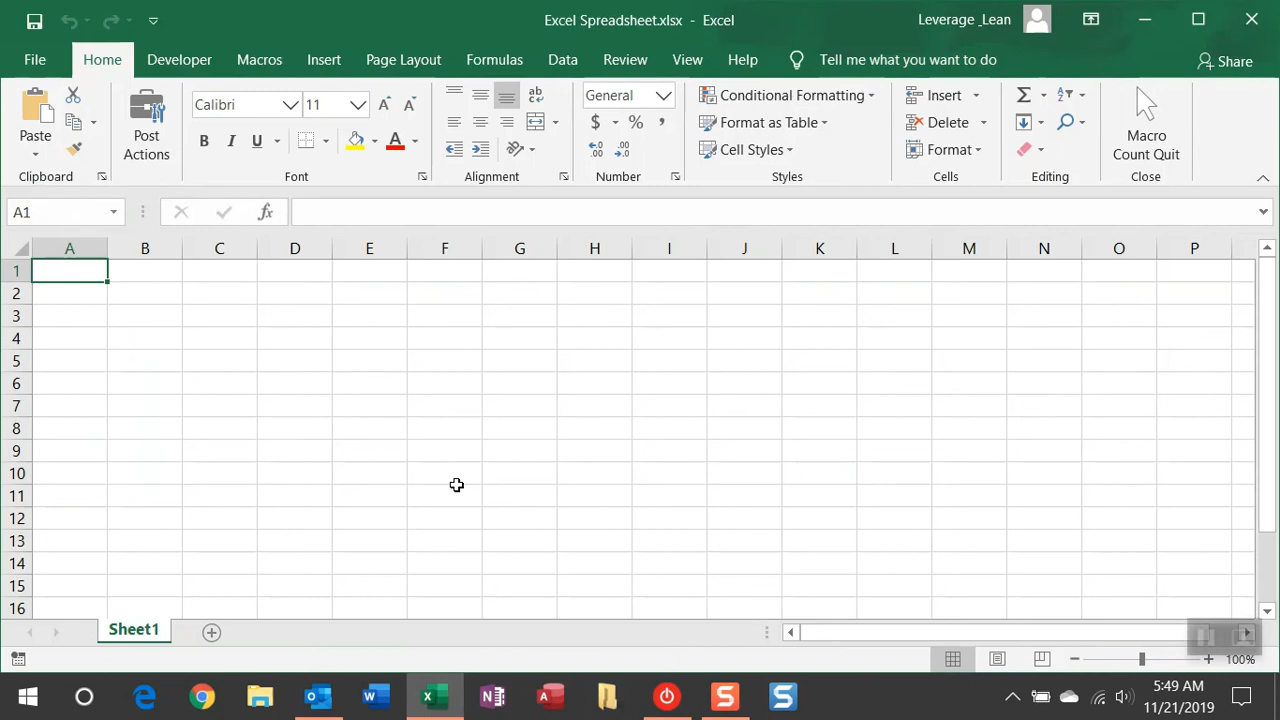 Excel Spreadsheet.xlsx - Excel
Leverage _Lean
File Home Developer Macros Insert Page Layout Formulas Data Review View Help Tell me what you want to do Share
Paste
Clipboard
Post
Actions
Calibri 11
B I U A
Font
ab
c
Alignment
General
$ % ,
Number
Conditional Formatting
Format as Table
Cell Styles
Styles
Insert
Delete
Format
Cells
Editing
Macro
Count Quit
Close
A1 fx
A B C D E F G H I J K L M N O P
1
2
3
4
5
6
7
8
9
10
11
12
13
14
15
16
Sheet1
100%
5:49 AM
11/21/2019